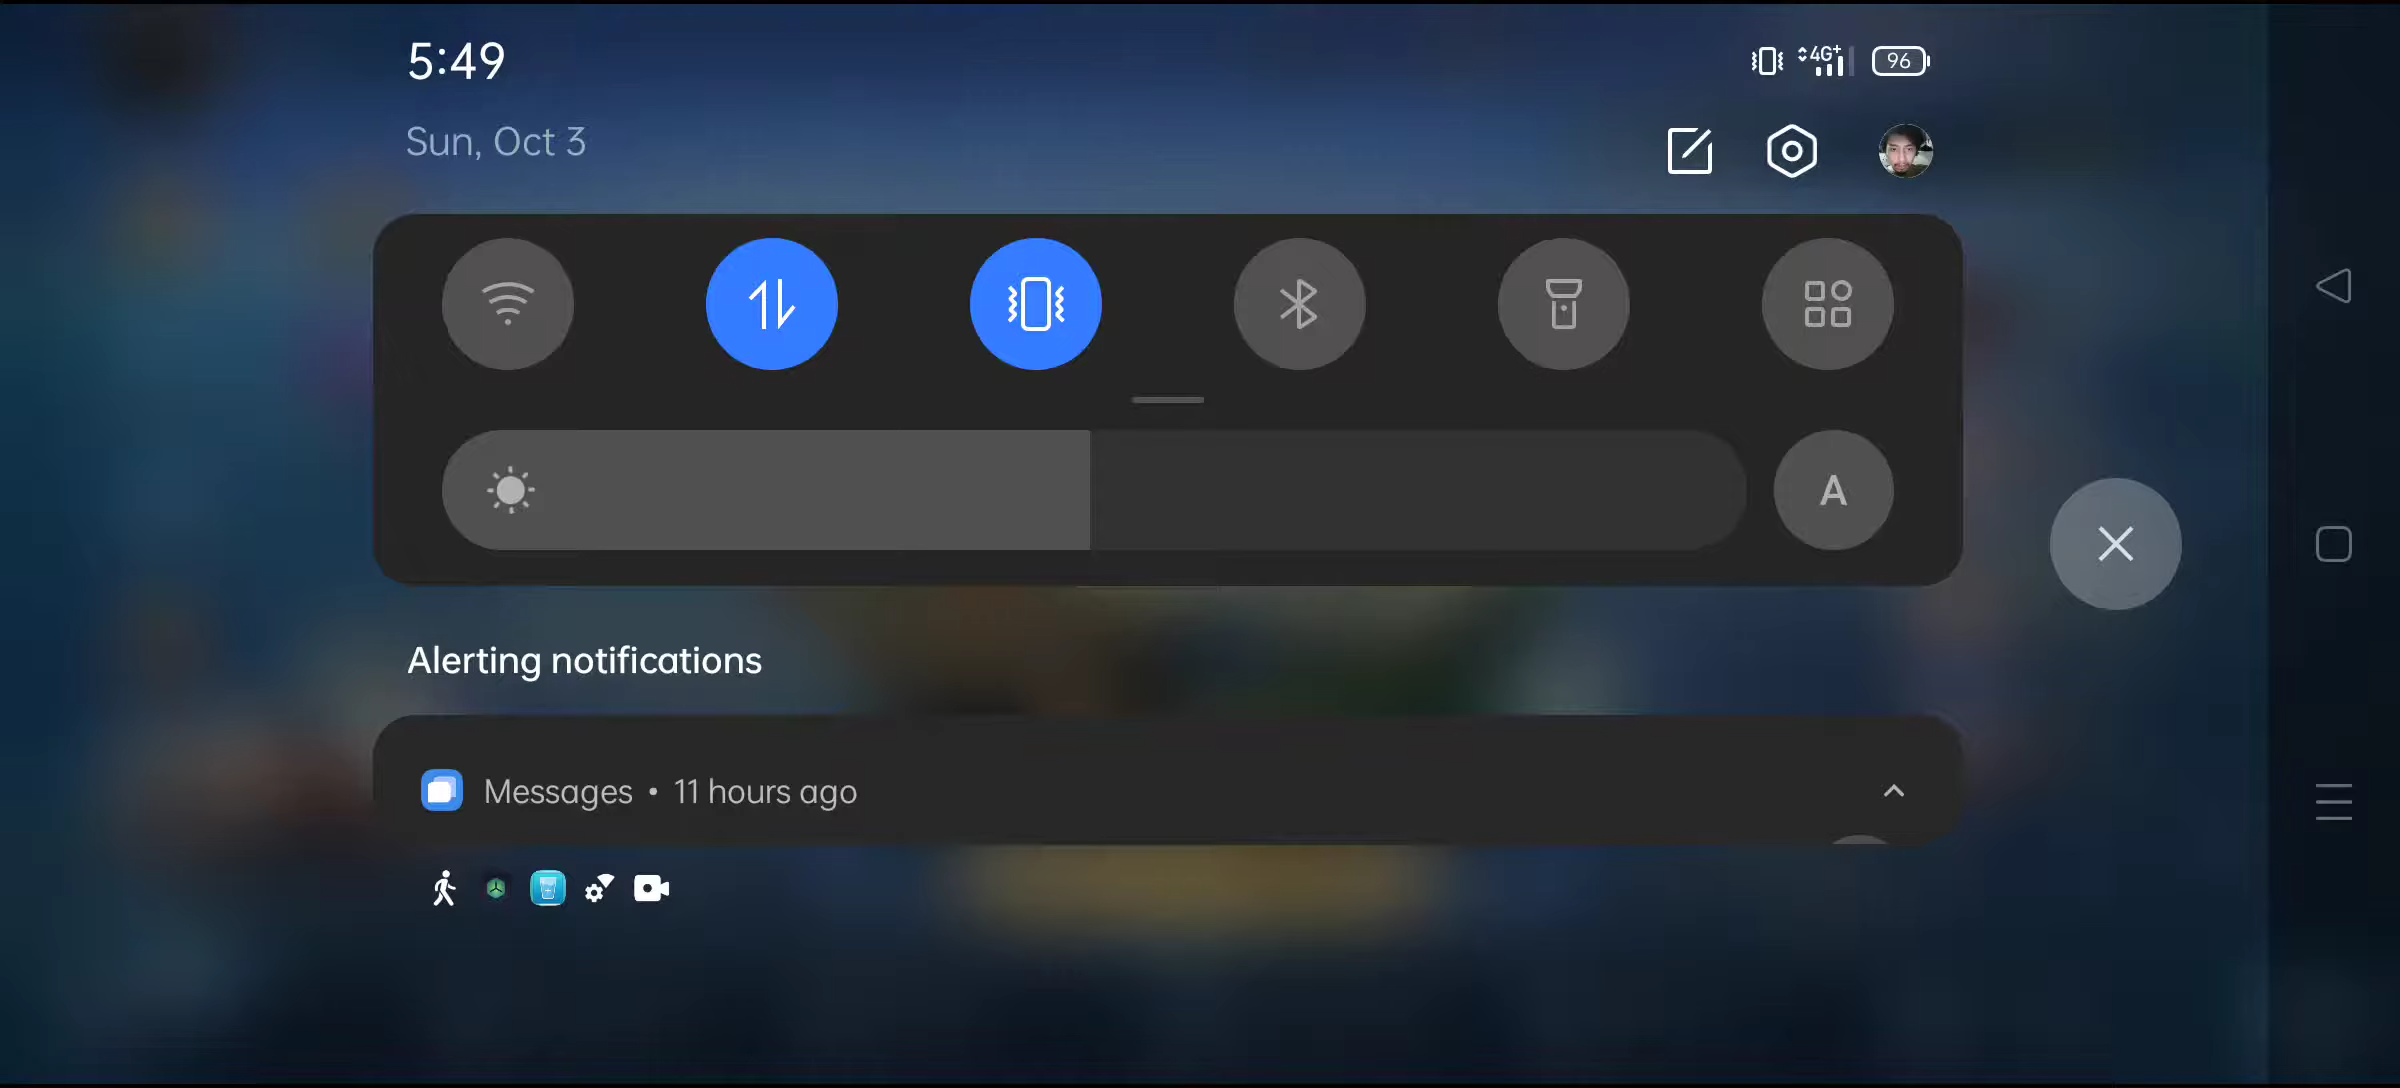 5:49
4G+
96
Sun, Oct 3
A
Alerting notifications
Messages • 11 hours ago